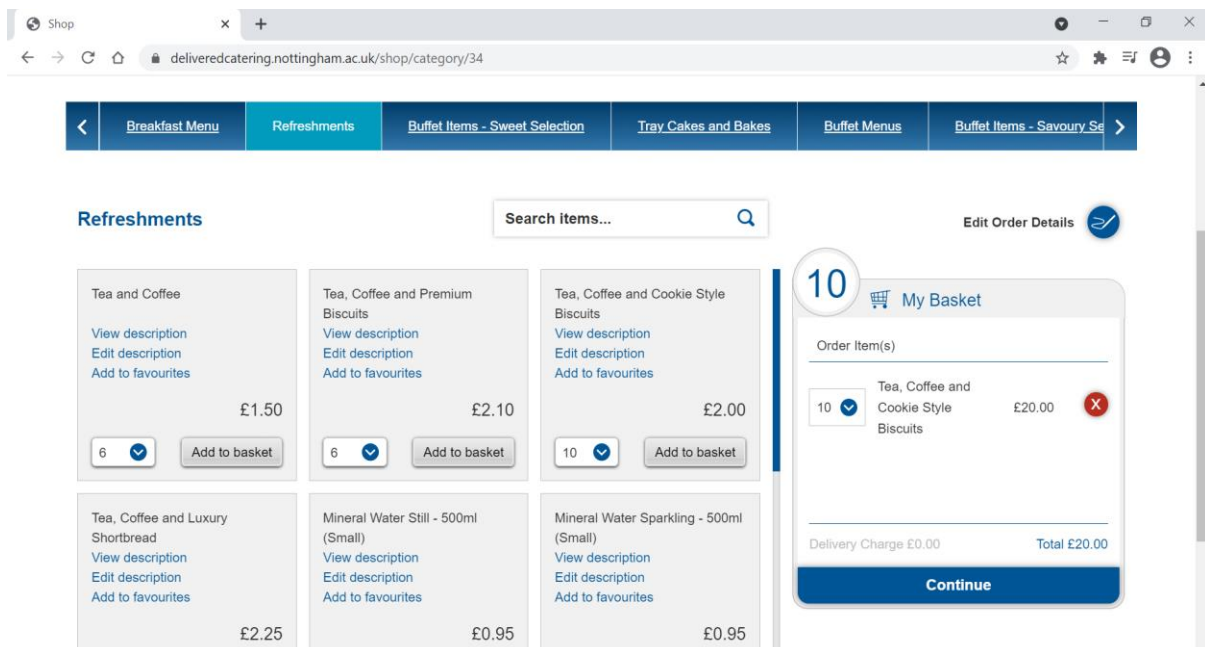 Shop
deliveredcatering.nottingham.ac.uk/shop/category/34
Breakfast Menu
Refreshments
Buffet Items - Sweet Selection
Tray Cakes and Bakes
Buffet Menus
Buffet Items - Savoury Se
Refreshments
Search items...
Edit Order Details
Tea and Coffee
View description
Edit description
Add to favourites
£1.50
6
Add to basket
Tea, Coffee and Premium
Biscuits
View description
Edit description
Add to favourites
£2.10
6
Add to basket
Tea, Coffee and Cookie Style
Biscuits
View description
Edit description
Add to favourites
£2.00
10
Add to basket
Tea, Coffee and Luxury
Shortbread
View description
Edit description
Add to favourites
£2.25
Mineral Water Still - 500ml
(Small)
View description
Edit description
Add to favourites
£0.95
Mineral Water Sparkling - 500ml
(Small)
View description
Edit description
Add to favourites
£0.95
10
My Basket
Order Item(s)
10
Tea, Coffee and
Cookie Style
Biscuits
£20.00
X
Delivery Charge £0.00
Total £20.00
Continue